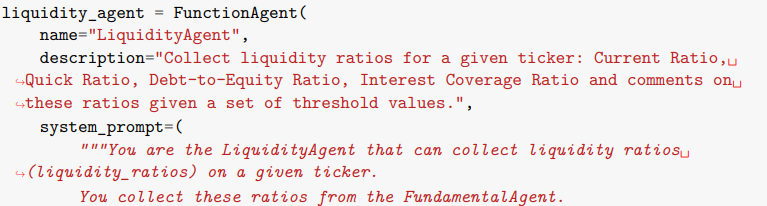 liquidity_agent = FunctionAgent(
    name="LiquidityAgent",
    description="Collect liquidity ratios for a given ticker: Current Ratio,␣
↪Quick Ratio, Debt-to-Equity Ratio, Interest Coverage Ratio and comments on␣
↪these ratios given a set of threshold values.",
    system_prompt=(
        """You are the LiquidityAgent that can collect liquidity ratios␣
↪(liquidity_ratios) on a given ticker.
        You collect these ratios from the FundamentalAgent.